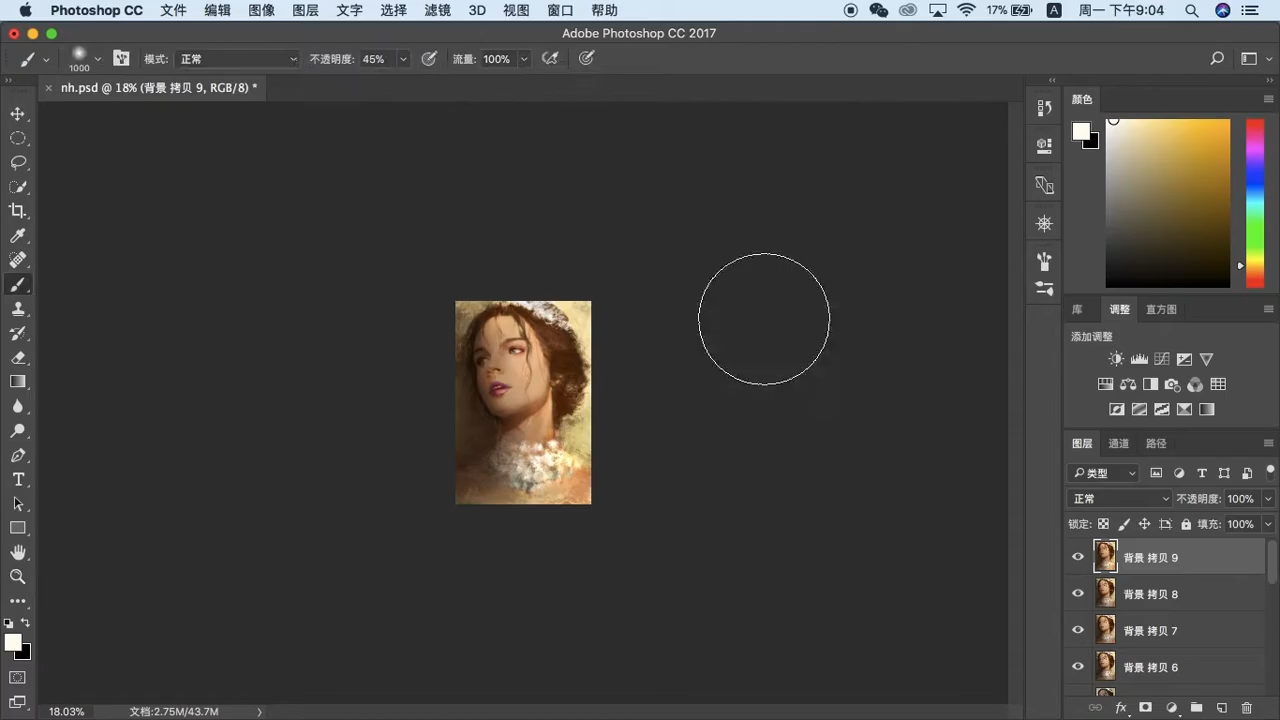 Photoshop CC 文件 编辑 图像 图层 文字 选择 滤镜 3D 视图 窗口 帮助 17% A 周一 下午9:04
Adobe Photoshop CC 2017
1000 模式: 正常 不透明度: 45% 流量: 100%
nh.psd @ 18% (背景 拷贝 9, RGB/8) *
颜色
库 调整 直方图
添加调整
图层 通道 路径
类型
正常 不透明度: 100%
锁定: 填充: 100%
背景 拷贝 9
背景 拷贝 8
背景 拷贝 7
背景 拷贝 6
18.03% 文档:2.75M/43.7M